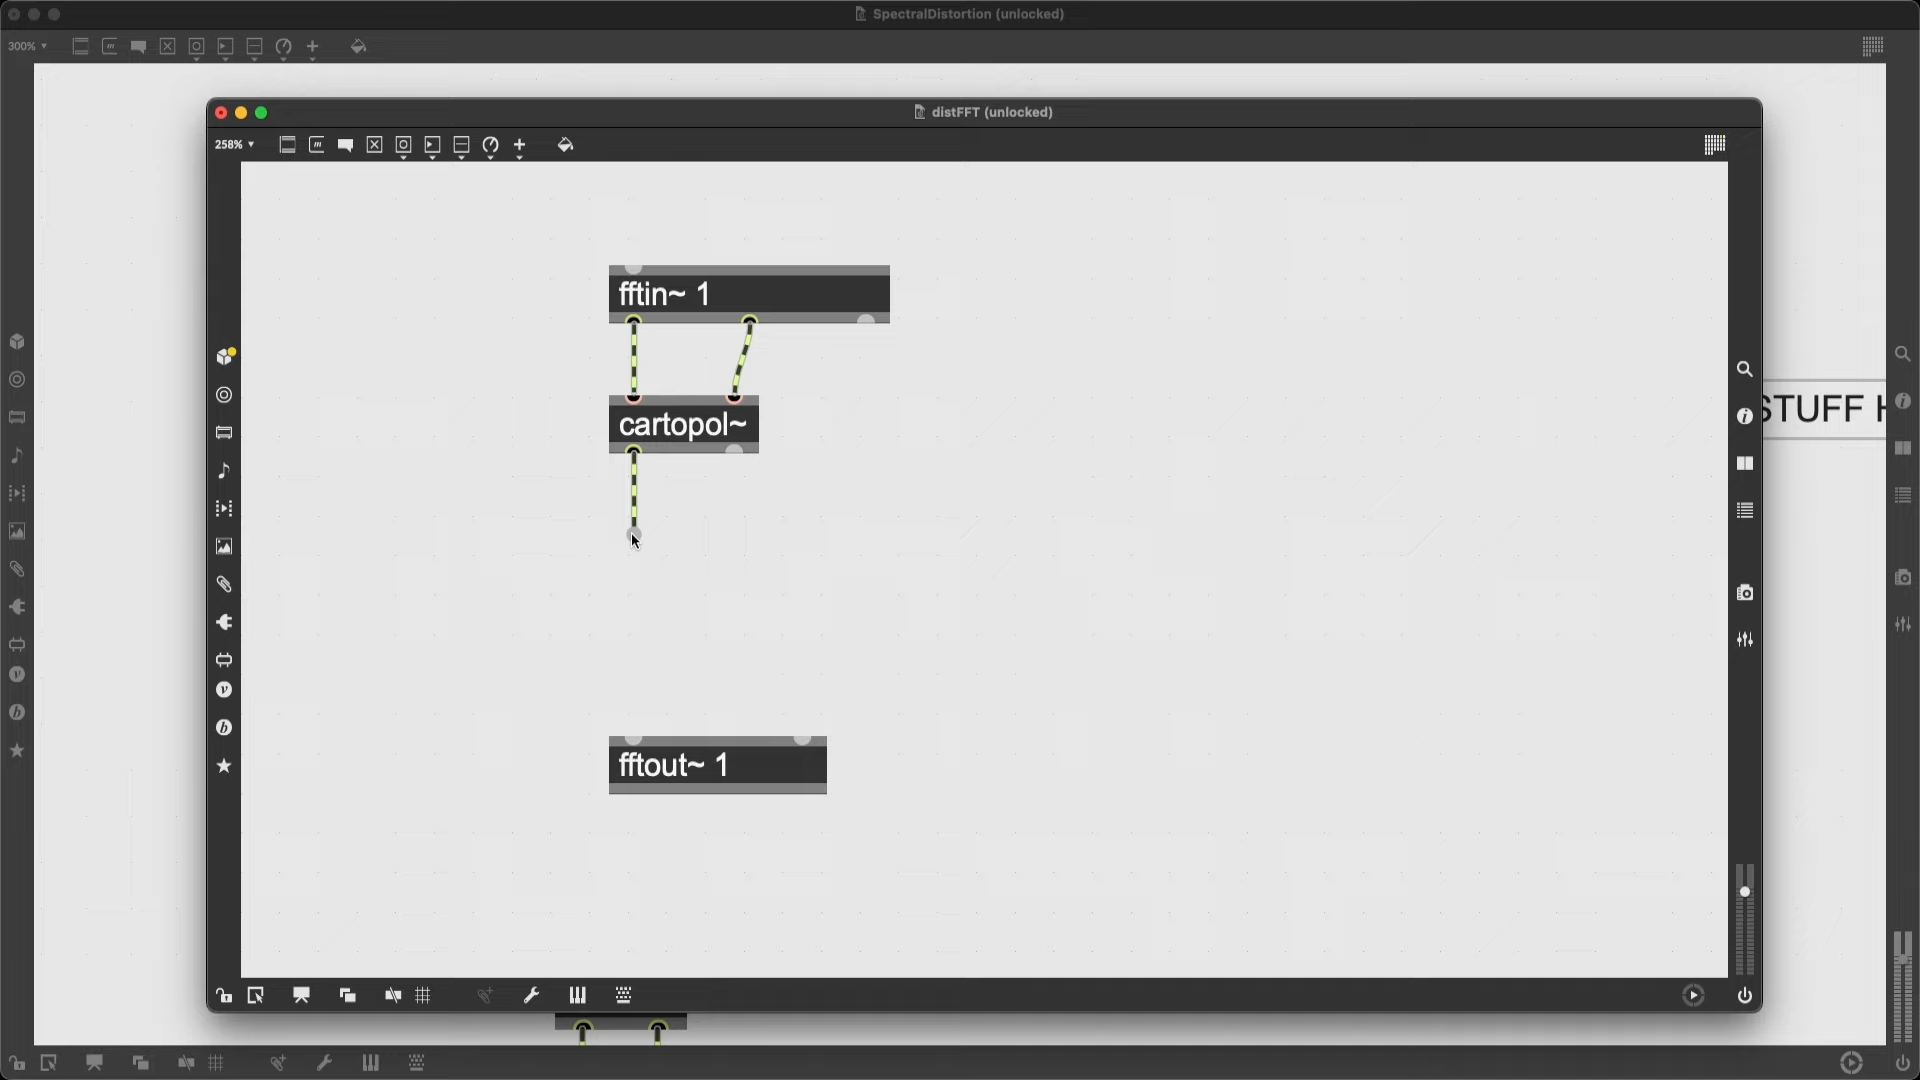 SpectralDistortion (unlocked)
300%
distFFT (unlocked)
258%
fftin~ 1
STUFF H
cartopol~
fftout~ 1